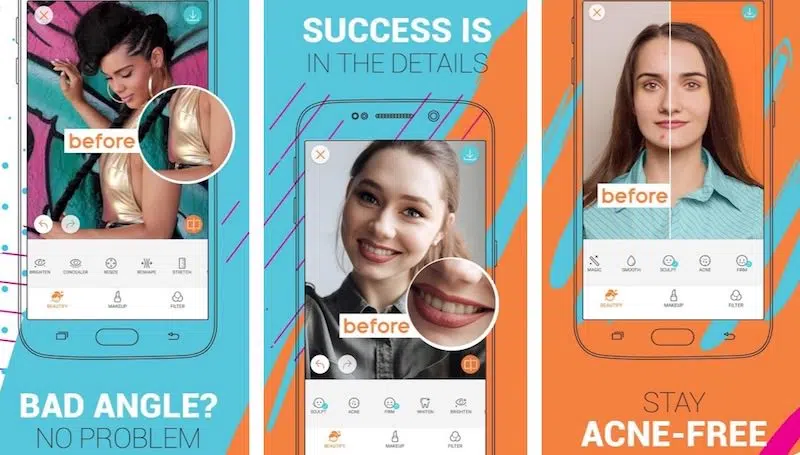 before
BRIGHTEN CONCEALER RESIZE RESHAPE STRETCH
BEAUTIFY MAKEUP FILTER
BAD ANGLE?
NO PROBLEM
SUCCESS IS
IN THE DETAILS
before
SCULPT ACNE FIRM WHITEN BRIGHTEN
BEAUTIFY MAKEUP FILTER
before
MAGIC SMOOTH SCULPT ACNE FIRM
BEAUTIFY MAKEUP FILTER
STAY
ACNE-FREE